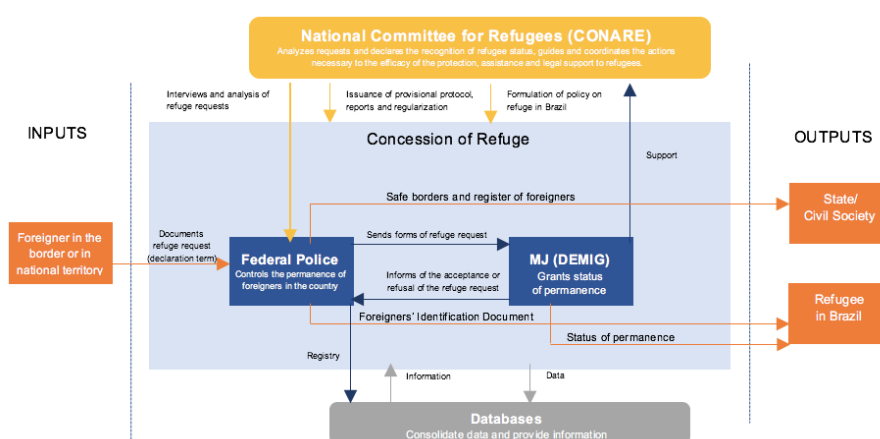 National Committee for Refugees (CONARE)
Analyzes requests and declares the recognition of refugee status, guides and coordinates the actions
necessary to the efficacy of the protection, assistance and legal support to refugees.
Interviews and analysis of
refuge requests
Issuance of provisional protocol,
reports and regularization
Formulation of policy on
refuge in Brazil
INPUTS
Concession of Refuge
OUTPUTS
Support
Safe borders and register of foreigners
State/
Civil Society
Foreigner in the
border or in
national territory
Documents
refuge request
(declaration term)
Federal Police
Controls the permanence of
foreigners in the country
Sends forms of refuge request
MJ (DEMIG)
Grants status
of permanence
Informs of the acceptance or
refusal of the refuge request
Foreigners' Identification Document
Refugee
in Brazil
Status of permanence
Registry
Information
Data
Databases
Consolidate data and provide information